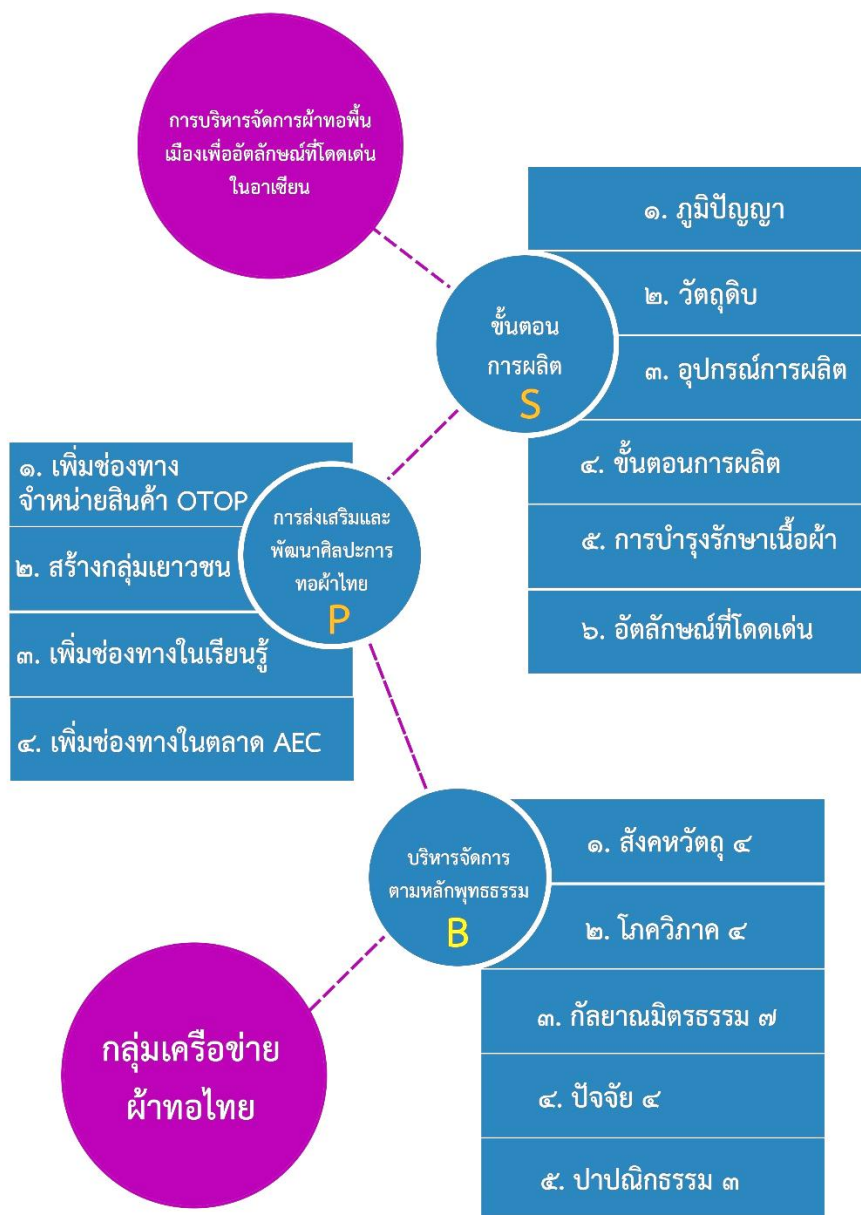 การบริหารจัดการผ้าทอพื้น
เมืองเพื่ออัตลักษณ์ที่โดดเด่น
ในอาเซียน
ขั้นตอน
การผลิต
S
๑. ภูมิปัญญา
๒. วัตถุดิบ
๓. อุปกรณ์การผลิต
๔. ขั้นตอนการผลิต
๕. การบำรุงรักษาเนื้อผ้า
๖. อัตลักษณ์ที่โดดเด่น
การส่งเสริมและ
พัฒนาศิลปะการ
ทอผ้าไทย
P
๑. เพิ่มช่องทาง
จำหน่ายสินค้า OTOP
๒. สร้างกลุ่มเยาวชน
๓. เพิ่มช่องทางในเรียนรู้
๔. เพิ่มช่องทางในตลาด AEC
บริหารจัดการ
ตามหลักพุทธธรรม
B
๑. สังคหวัตถุ ๔
๒. โภควิภาค ๔
๓. กัลยาณมิตรธรรม ๗
๔. ปัจจัย ๔
๕. ปาปณิกธรรม ๓
กลุ่มเครือข่าย
ผ้าทอไทย